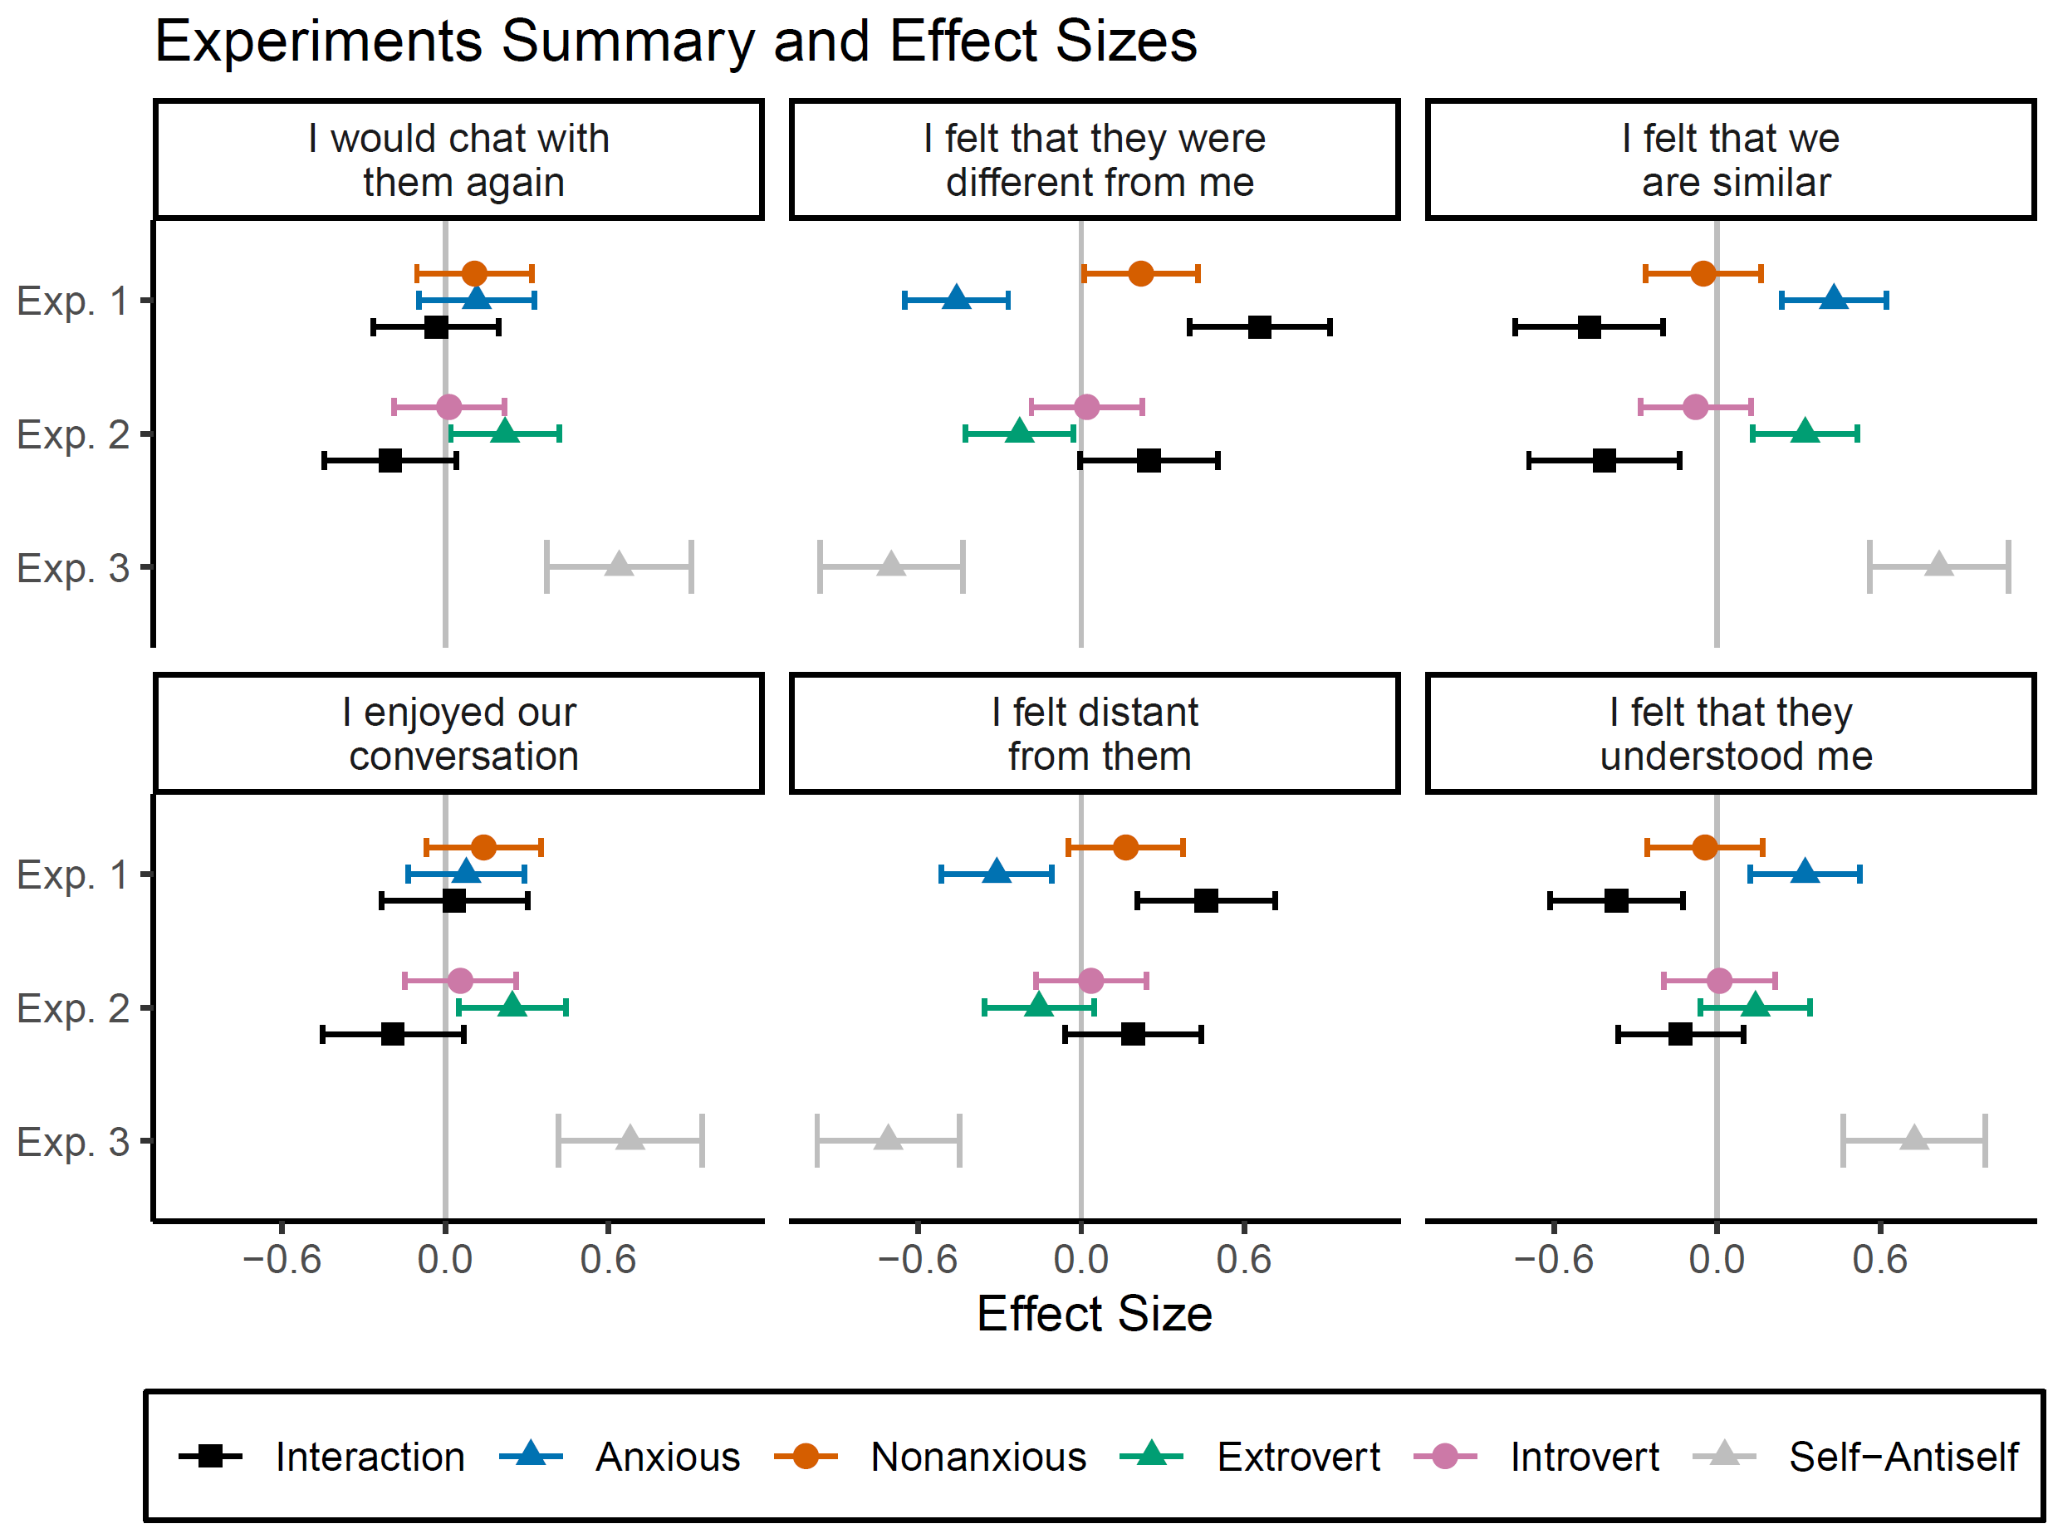 Experiments Summary and Effect Sizes
I would chat with
them again
I felt that they were
different from me
I felt that we
are similar
Exp. 1
Exp. 2
Exp. 3
I enjoyed our
conversation
I felt distant
from them
I felt that they
understood me
Exp. 1
Exp. 2
Exp. 3
−0.6 0.0 0.6 −0.6 0.0 0.6 −0.6 0.0 0.6
Effect Size
Interaction Anxious Nonanxious Extrovert Introvert Self−Antiself